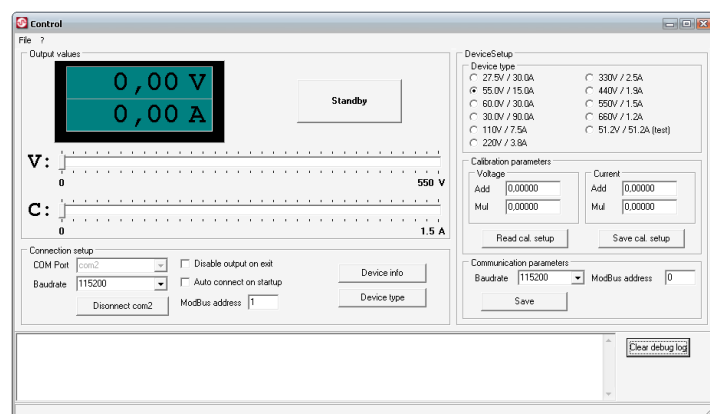 Control
File ?
Output values
0,00 V
0,00 A
Standby
V:
0 550 V
C:
0 1.5 A
Connection setup
COM Port com2
Baudrate 115200
Disonnect com2
Disable output on exit
Auto connect on startup
ModBus address 1
Device info
Device type
DeviceSetup
Device type
27.5V / 30.0A
55.0V / 15.0A
60.0V / 30.0A
30.0V / 90.0A
110V / 7.5A
220V / 3.8A
330V / 2.5A
440V / 1.9A
550V / 1.5A
660V / 1.2A
51.2V / 51.2A (test)
Calibration parameters
Voltage
Add 0,00000
Mul 0,00000
Current
Add 0,00000
Mul 0,00000
Read cal. setup
Save cal. setup
Communication parameters
Baudrate 115200 ModBus address 0
Save
Clear debug log